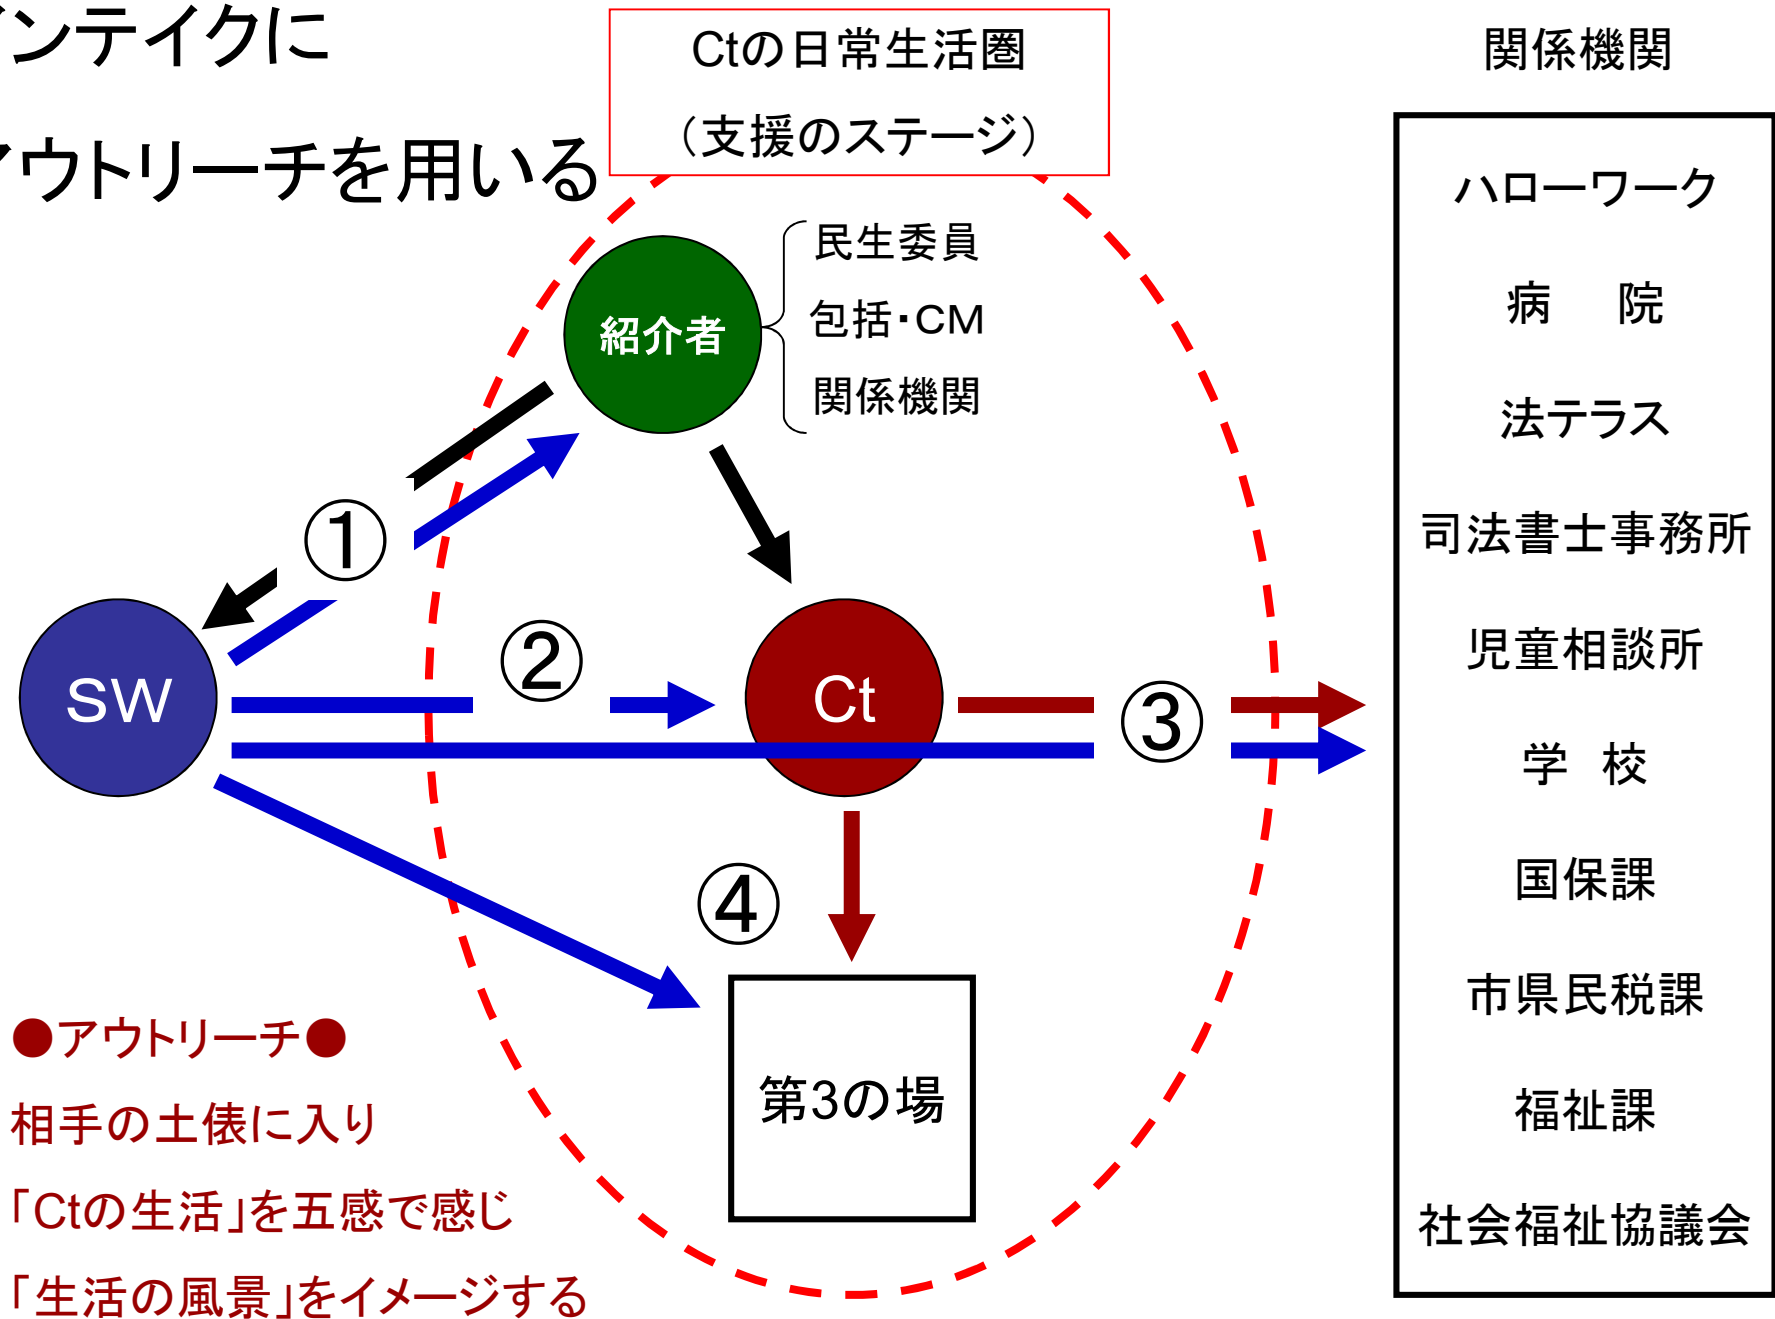 インテイクに
アウトリーチを用いる
Ctの日常生活圏
（支援のステージ）
関係機関
紹介者
民生委員
包括・CM
関係機関
①
②
③
④
SW
Ct
第3の場
ハローワーク
病　院
法テラス
司法書士事務所
児童相談所
学 校
国保課
市県民税課
福祉課
社会福祉協議会
●アウトリーチ●
相手の土俵に入り
「Ctの生活」を五感で感じ
「生活の風景」をイメージする